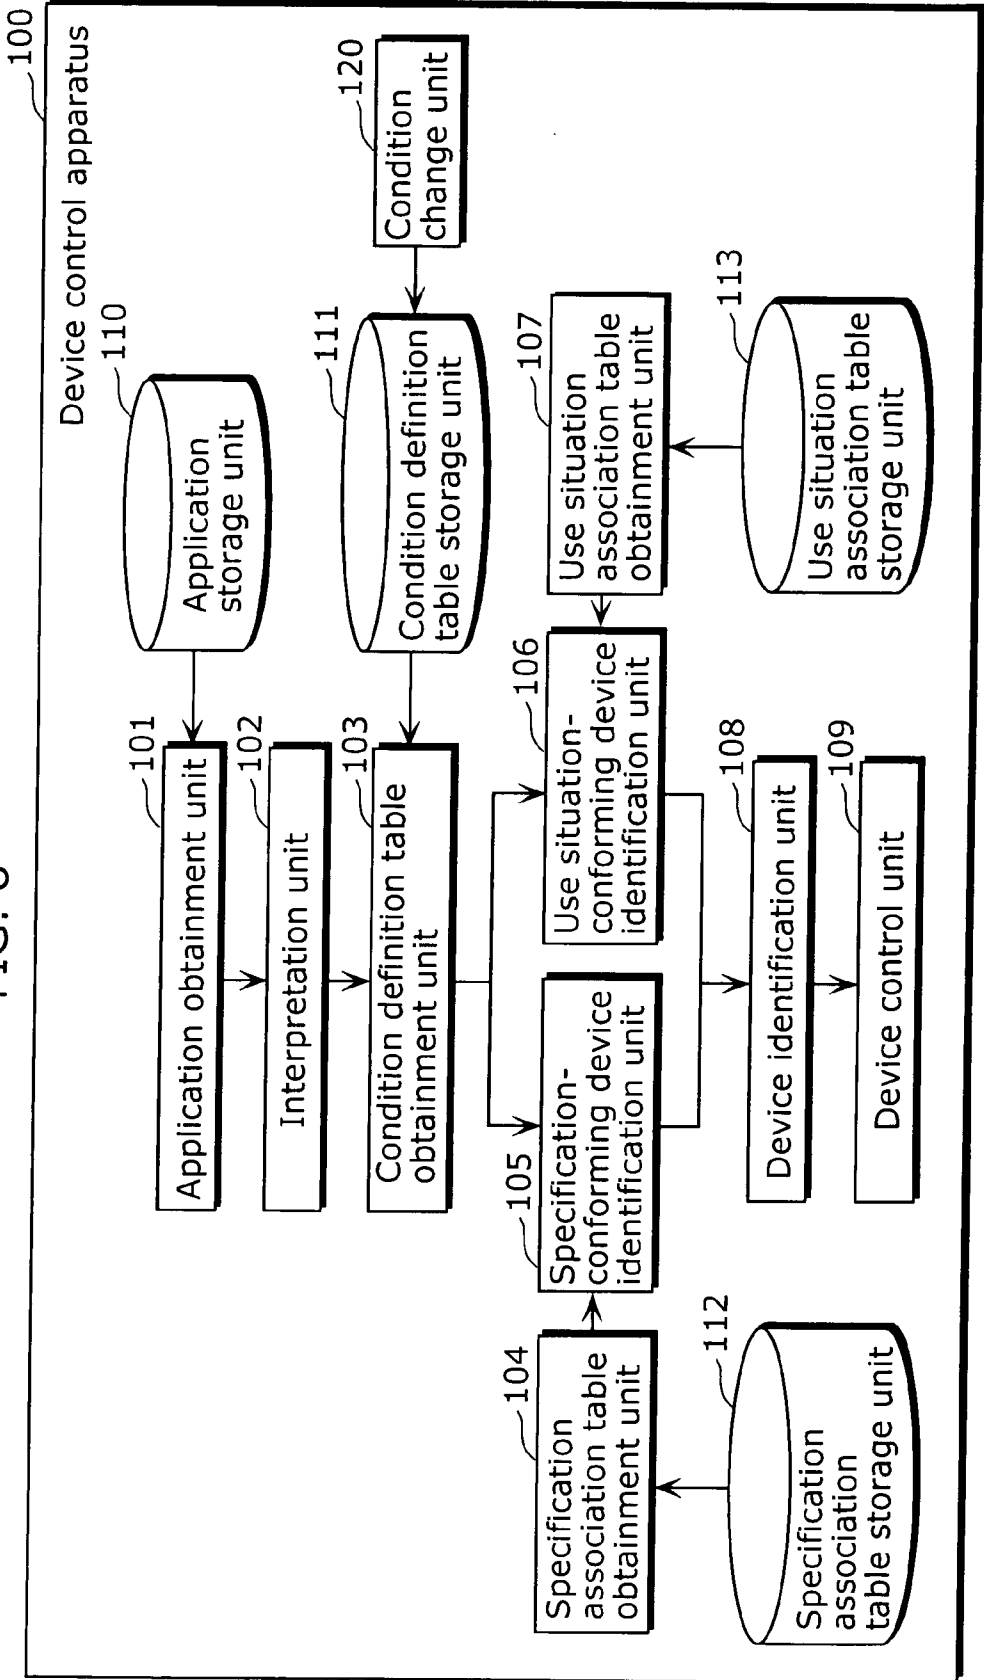 100
Device control apparatus
110
Application
storage unit
101
Application obtainment unit
102
Interpretation unit
120
Condition
change unit
111
Condition definition
table storage unit
103
Condition definition table
obtainment unit
104
Specification
association table
obtainment unit
105
Specification-
conforming device
identification unit
106
Use situation-
conforming device
identification unit
107
Use situation
association table
obtainment unit
112
Specification
association
table storage unit
108
Device identification unit
109
Device control unit
113
Use situation
association table
storage unit